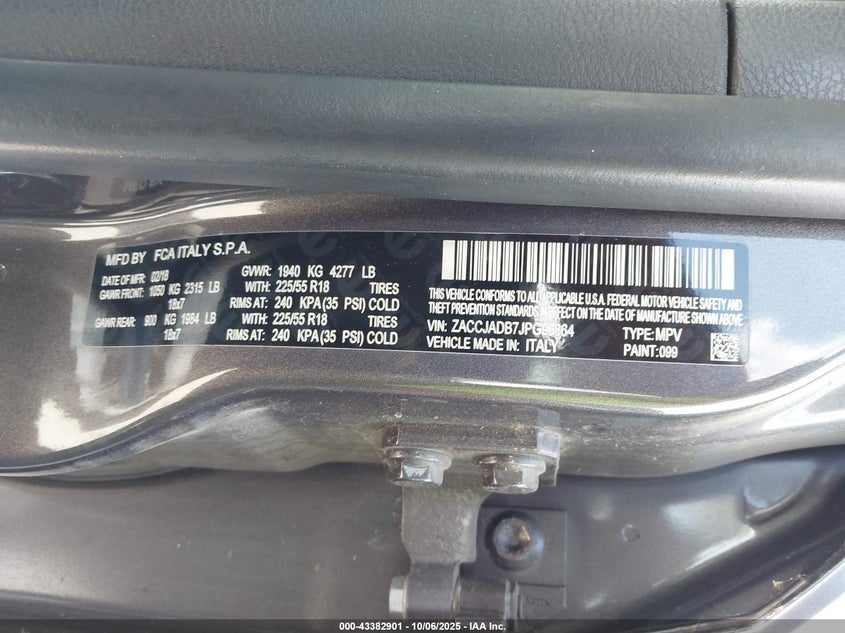 MFD BY FCA ITALY S.P.A.
DATE OF MFR: 02/18 GVWR: 1940 KG 4277 LB
GAWR FRONT: 1050 KG 2315 LB WITH: 225/55 R18 TIRES
18x7 RIMS AT: 240 KPA(35 PSI) COLD
GAWR REAR: 900 KG 1984 LB WITH: 225/55 R18 TIRES
18x7 RIMS AT: 240 KPA(35 PSI) COLD
THIS VEHICLE CONFORMS TO ALL APPLICABLE U.S.A. FEDERAL MOTOR VEHICLE SAFETY AND
THEFT PREVENTION STANDARDS IN EFFECT ON THE DATE OF MANUFACTURE SHOWN ABOVE.
VIN: TYPE: MPV
VEHICLE MADE IN: ITALY PAINT: 099
000-43382901 - 10/06/2025 - IAA Inc.